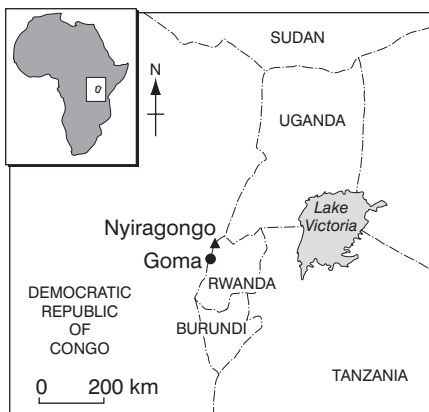 SUDAN
N
UGANDA
Lake
Victoria
Nyiragongo
Goma
RWANDA
DEMOCRATIC
REPUBLIC
OF
CONGO
BURUNDI
TANZANIA
0 200 km